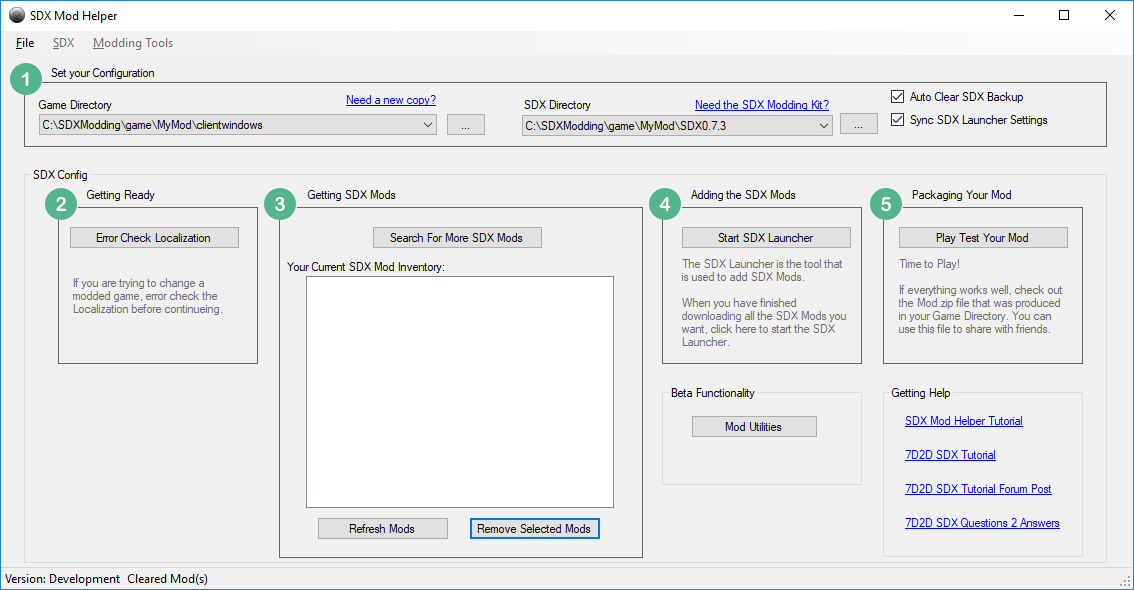 SDX Mod Helper
File SDX Modding Tools
1 Set your Configuration
Game Directory
Need a new copy?
C:\SDXModding\game\MyMod\clientwindows
...
SDX Directory
Need the SDX Modding Kit?
C:\SDXModding\game\MyMod\SDX0.7.3
...
Auto Clear SDX Backup
Sync SDX Launcher Settings
SDX Config
2 Getting Ready
Error Check Localization
If you are trying to change a
modded game, error check the
Localization before continueing.
3 Getting SDX Mods
Search For More SDX Mods
Your Current SDX Mod Inventory:
Refresh Mods
Remove Selected Mods
4 Adding the SDX Mods
Start SDX Launcher
The SDX Launcher is the tool that
is used to add SDX Mods.
When you have finished
downloading all the SDX Mods you
want, click here to start the SDX
Launcher.
Beta Functionality
Mod Utilities
5 Packaging Your Mod
Play Test Your Mod
Time to Play!
If everything works well, check out
the Mod.zip file that was produced
in your Game Directory. You can
use this file to share with friends.
Getting Help
SDX Mod Helper Tutorial
7D2D SDX Tutorial
7D2D SDX Tutorial Forum Post
7D2D SDX Questions 2 Answers
Version: Development Cleared Mod(s)